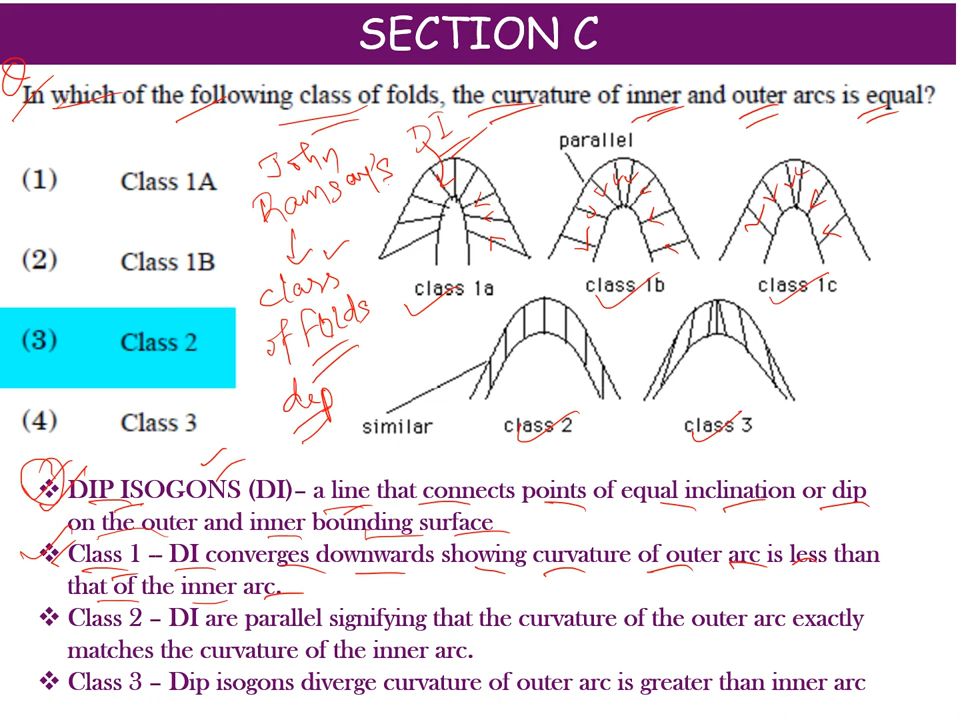 SECTION C
Q
In which of the following class of folds, the curvature of inner and outer arcs is equal?
(1) Class 1A
(2) Class 1B
(3) Class 2
(4) Class 3
John
Ramsay's
class
of folds
dip
DI
parallel
class 1a
class 1b
class 1c
similar
class 2
class 3
❖ DIP ISOGONS (DI)– a line that connects points of equal inclination or dip
on the outer and inner bounding surface
❖ Class 1 – DI converges downwards showing curvature of outer arc is less than
that of the inner arc.
❖ Class 2 – DI are parallel signifying that the curvature of the outer arc exactly
matches the curvature of the inner arc.
❖ Class 3 – Dip isogons diverge curvature of outer arc is greater than inner arc